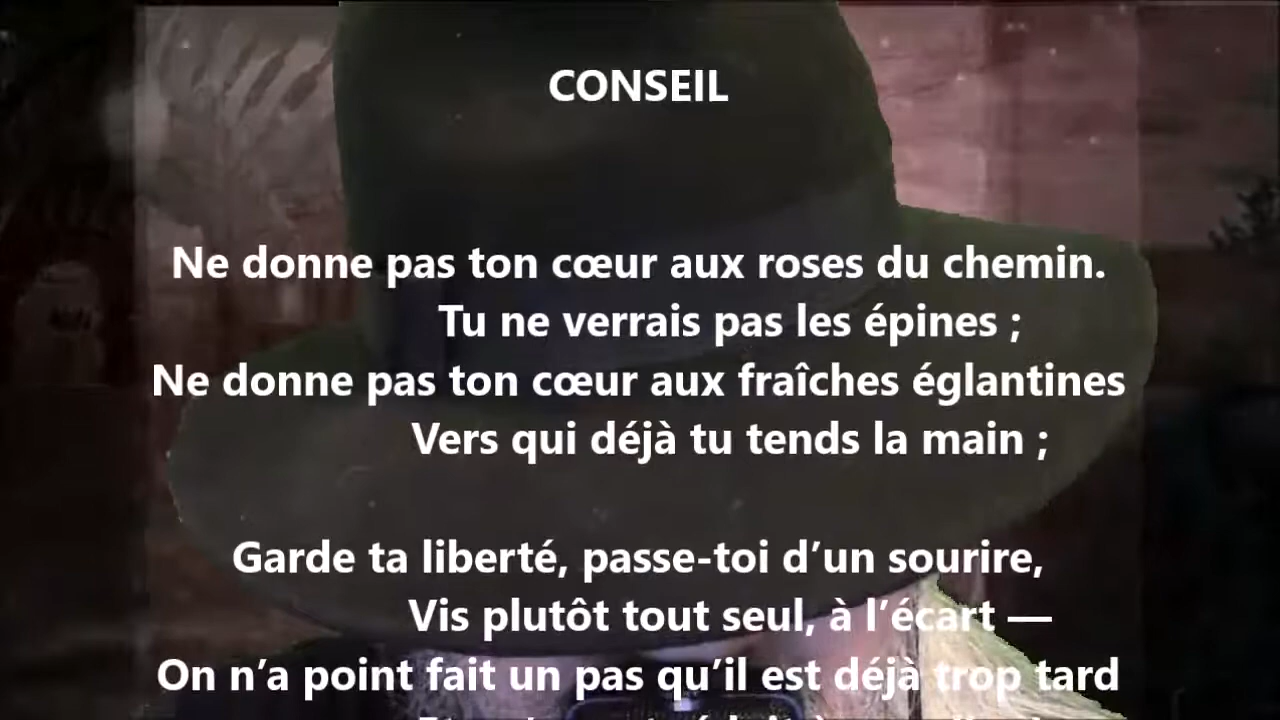 CONSEIL
Ne donne pas ton cœur aux roses du chemin.
Tu ne verrais pas les épines ;
Ne donne pas ton cœur aux fraîches églantines
Vers qui déjà tu tends la main ;
Garde ta liberté, passe-toi d’un sourire,
Vis plutôt tout seul, à l’écart —
On n’a point fait un pas qu’il est déjà trop tard